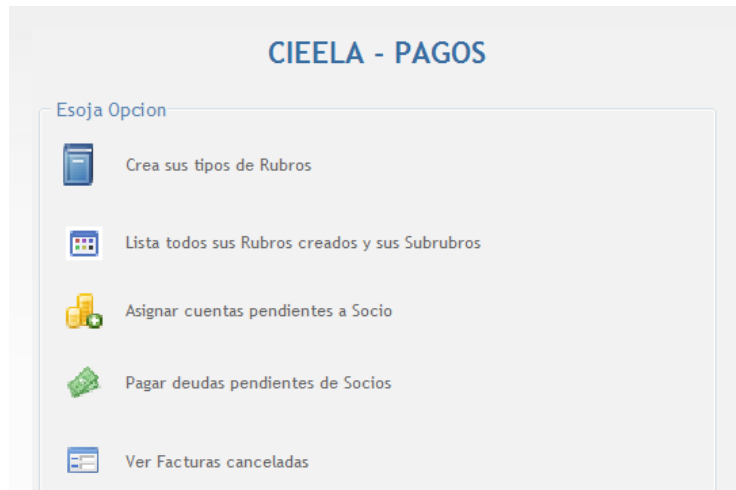 CIEELA - PAGOS
Esoja Opcion
Crea sus tipos de Rubros
Lista todos sus Rubros creados y sus Subrubros
Asignar cuentas pendientes a Socio
Pagar deudas pendientes de Socios
Ver Facturas canceladas